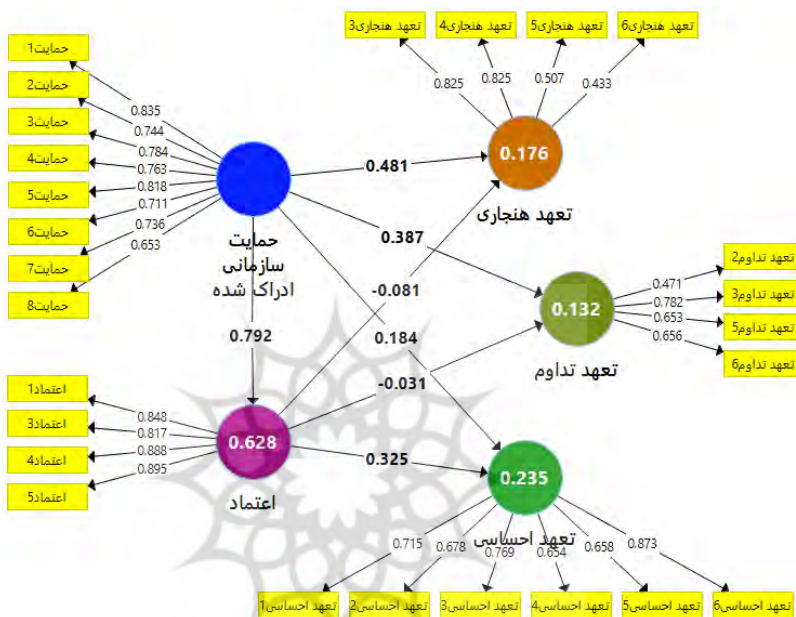 تعهد هنجاری3
تعهد هنجاری4
تعهد هنجاری5
تعهد هنجاری6
0.825
0.825
0.507
0.433
حمایت1
حمایت2
حمایت3
حمایت4
حمایت5
حمایت6
حمایت7
حمایت8
0.835
0.744
0.784
0.763
0.818
0.711
0.736
0.653
حمایت
سازمانی
ادراک شده
0.481
0.387
0.184
0.792
0.176
تعهد هنجاری
-0.081
-0.031
0.325
0.132
تعهد تداوم
0.471
0.782
0.653
0.656
تعهد تداوم2
تعهد تداوم3
تعهد تداوم5
تعهد تداوم6
اعتماد1
اعتماد3
اعتماد4
اعتماد5
0.848
0.817
0.888
0.895
0.628
اعتماد
0.235
تعهد احساسی
0.715
0.678
0.769
0.654
0.658
0.873
تعهد احساسی1
تعهد احساسی2
تعهد احساسی3
تعهد احساسی4
تعهد احساسی5
تعهد احساسی6